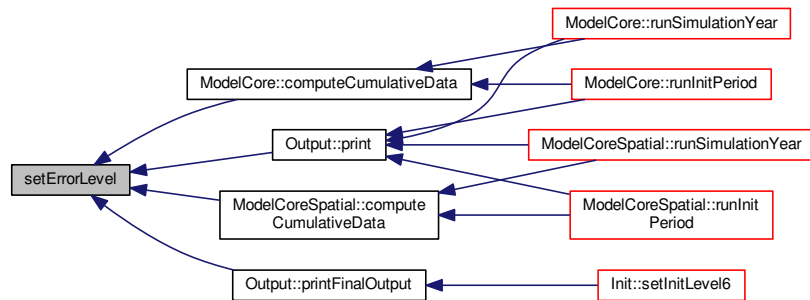 setErrorLevel
ModelCore::computeCumulativeData
Output::print
ModelCoreSpatial::compute
CumulativeData
Output::printFinalOutput
ModelCore::runSimulationYear
ModelCore::runInitPeriod
ModelCoreSpatial::runSimulationYear
ModelCoreSpatial::runInit
Period
Init::setInitLevel6